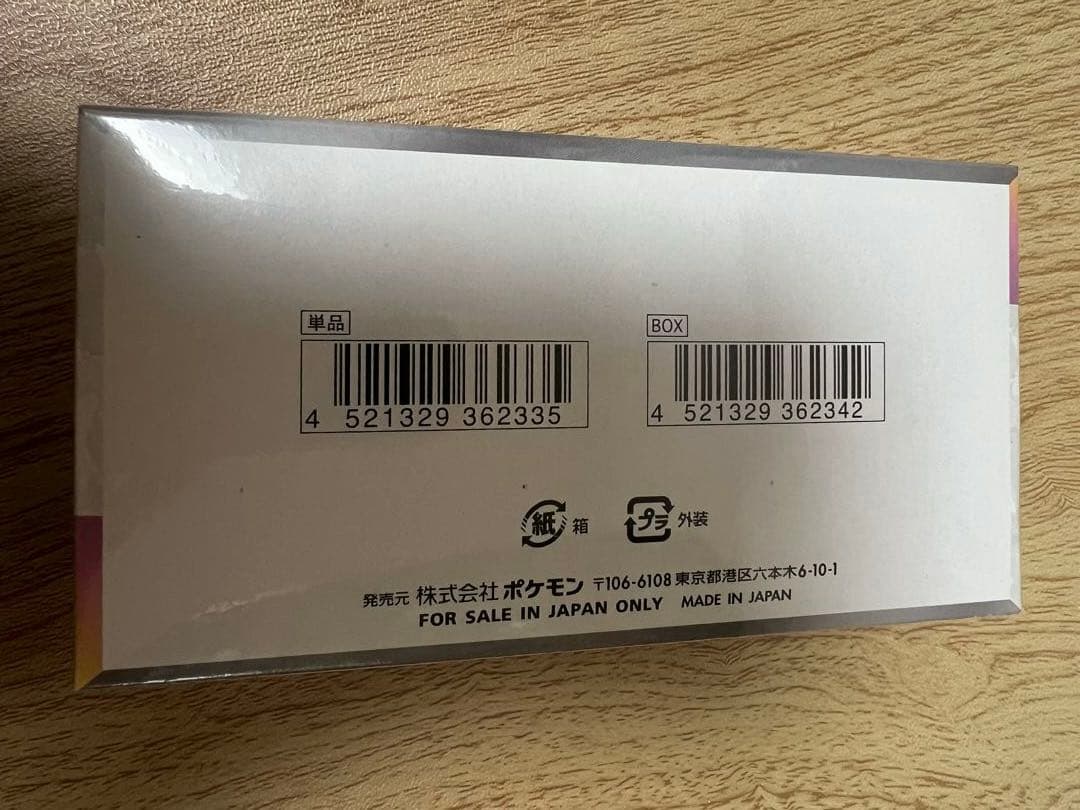 単品
BOX
4 521329 362335
4 521329 362342
紙 箱
プラ 外装
発売元 株式会社 ポケモン 〒106-6108 東京都港区六本木6-10-1
FOR SALE IN JAPAN ONLY MADE IN JAPAN